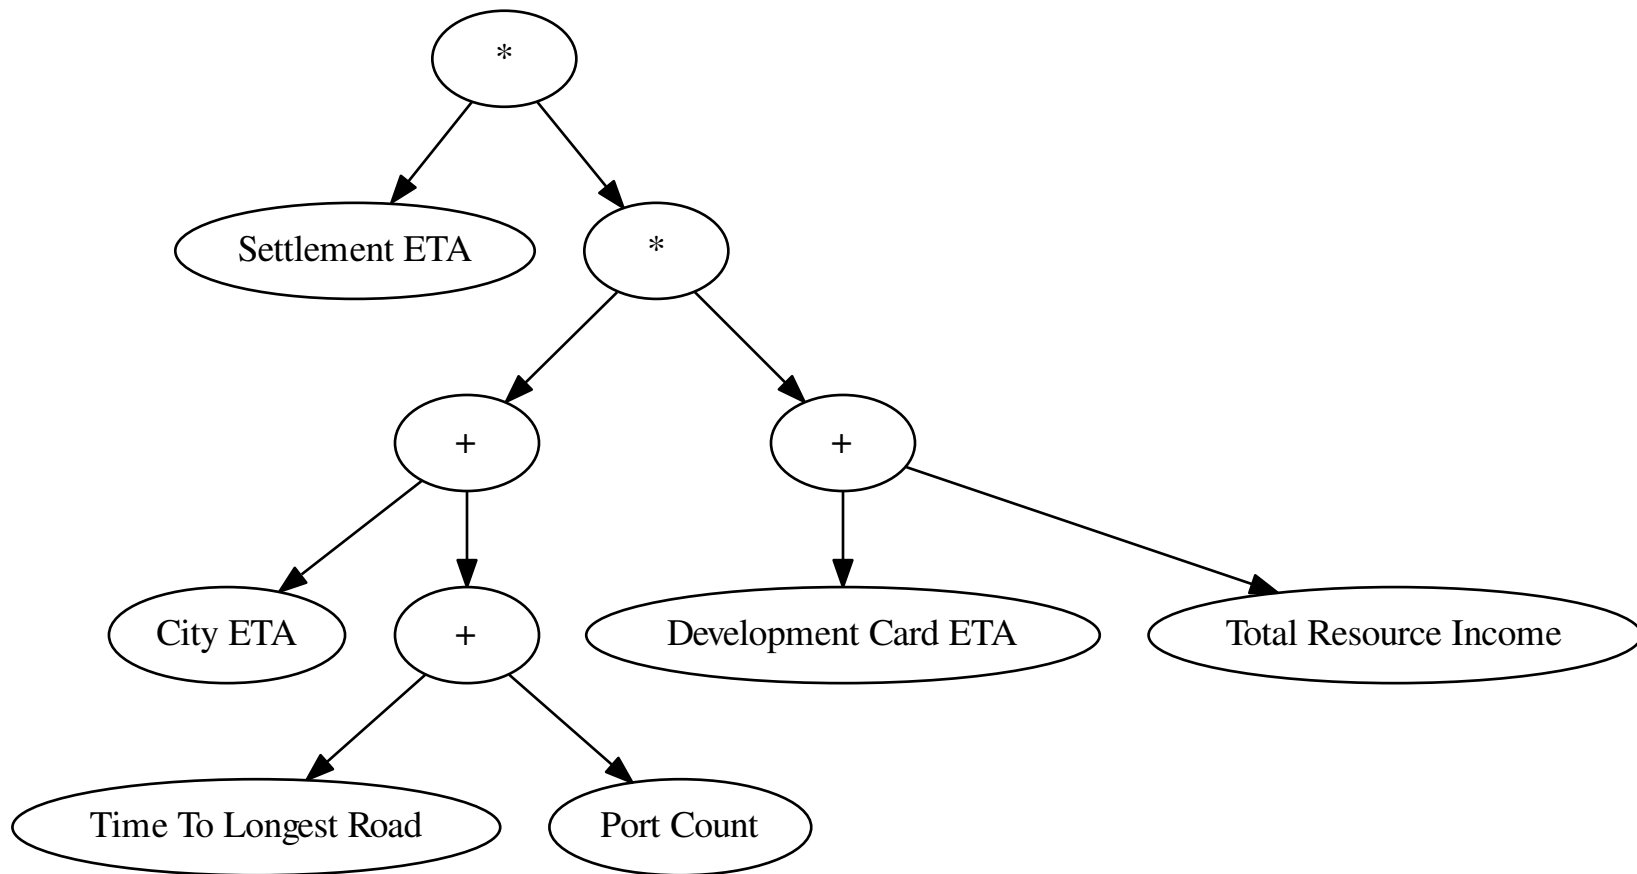 *
Settlement ETA
*
+
+
City ETA
+
Development Card ETA
Total Resource Income
Time To Longest Road
Port Count